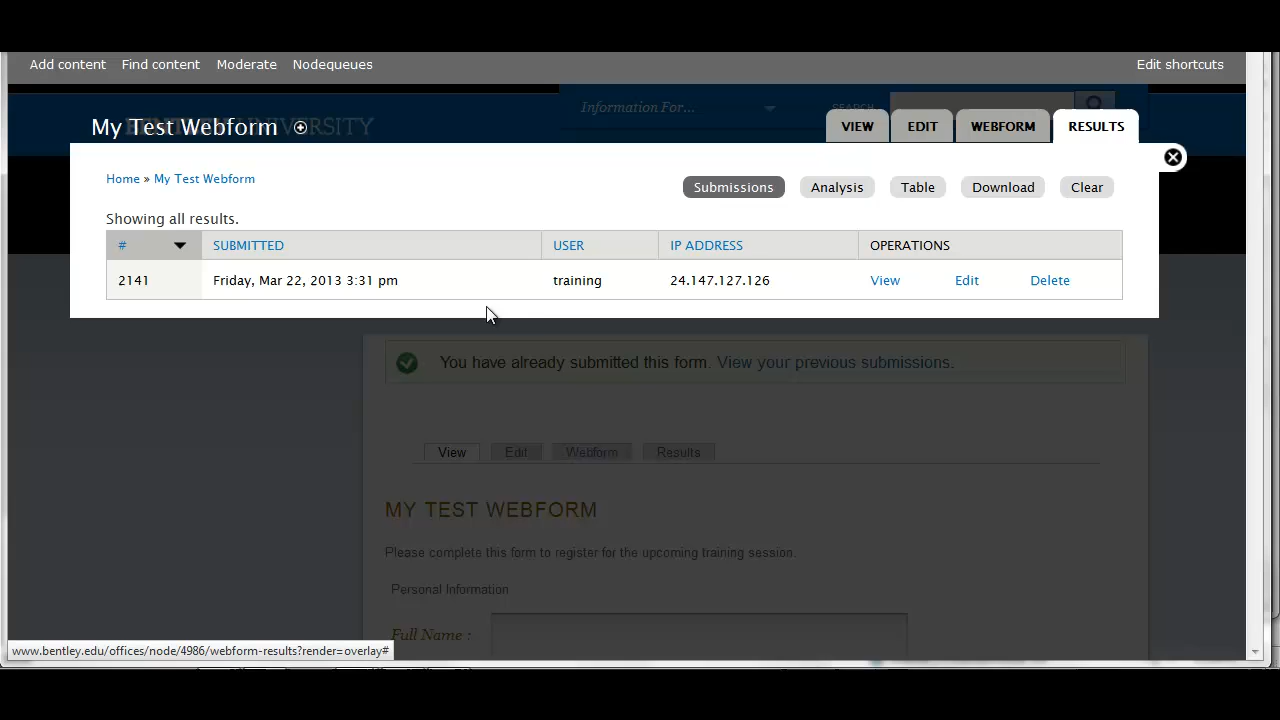 Add content Find content Moderate Nodequeues Edit shortcuts
Information For... SEARCH
My Test Webform BENTLEY UNIVERSITY
VIEW EDIT WEBFORM RESULTS
Home » My Test Webform
Submissions Analysis Table Download Clear
Showing all results.
# SUBMITTED USER IP ADDRESS OPERATIONS
2141 Friday, Mar 22, 2013 3:31 pm training 24.147.127.126 View Edit Delete
You have already submitted this form. View your previous submissions.
View Edit Webform Results
MY TEST WEBFORM
Please complete this form to register for the upcoming training session.
Personal Information
Full Name :
www.bentley.edu/offices/node/4986/webform-results?render=overlay#